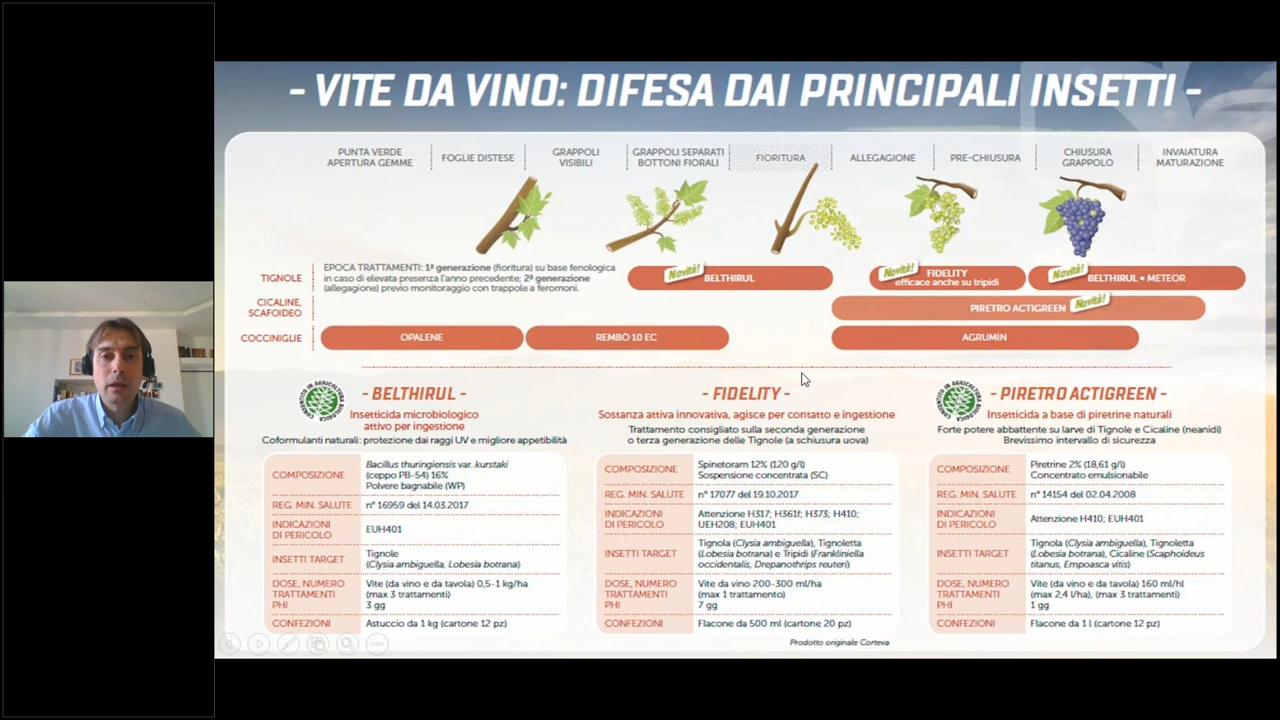 - VITE DA VINO: DIFESA DAI PRINCIPALI INSETTI -
PUNTA VERDE
APERTURA GEMME
FOGLIE DISTESE
GRAPPOLI
VISIBILI
GRAPPOLI SEPARATI
BOTTONI FIORALI
FIORITURA
ALLEGAGIONE
PRE-CHIUSURA
CHIUSURA
GRAPPOLO
INVAIATURA
MATURAZIONE
TIGNOLE
EPOCA TRATTAMENTI: 1ª generazione (fioritura) su base fenologica
in caso di elevata presenza l'anno precedente; 2ª generazione
(allegagione) previo monitoraggio con trappole a feromoni.
Novità!
BELTHIRUL
Novità!
FIDELITY
efficace anche su tripidi
Novità!
BELTHIRUL • METEOR
CICALINE,
SCAFOIDEO
PIRETRO ACTIGREEN
Novità!
COCCINIGLIE
OPALENE
REMBÒ 10 EC
AGRUMIN
CONSENTITO IN AGRICOLTURA BIOLOGICA
- BELTHIRUL -
Insetticida microbiologico
attivo per ingestione
Coformulanti naturali: protezione dai raggi UV e migliore appetibilità
COMPOSIZIONE
Bacillus thuringiensis var. kurstaki
(ceppo PB-54) 16%
Polvere bagnabile (WP)
REG. MIN. SALUTE
n° 16959 del 14.03.2017
INDICAZIONI
DI PERICOLO
EUH401
INSETTI TARGET
Tignole
(Clysia ambiguella, Lobesia botrana)
DOSE, NUMERO
TRATTAMENTI
PHI
Vite (da vino e da tavola) 0,5-1 kg/ha
(max 3 trattamenti)
3 gg
CONFEZIONI
Astuccio da 1 kg (cartone 12 pz)
- FIDELITY -
Sostanza attiva innovativa, agisce per contatto e ingestione
Trattamento consigliato sulla seconda generazione
o terza generazione delle Tignole (a schiusura uova)
COMPOSIZIONE
Spinetoram 12% (120 g/l)
Sospensione concentrata (SC)
REG. MIN. SALUTE
n° 17077 del 19.10.2017
INDICAZIONI
DI PERICOLO
Attenzione H317; H361f; H373; H410;
UEH208; EUH401
INSETTI TARGET
Tignola (Clysia ambiguella), Tignoletta
(Lobesia botrana) e Tripidi (Frankliniella
occidentalis, Drepanothrips reuteri)
DOSE, NUMERO
TRATTAMENTI
PHI
Vite da vino 200-300 ml/ha
(max 1 trattamento)
7 gg
CONFEZIONI
Flacone da 500 ml (cartone 20 pz)
Prodotto originale Corteva
CONSENTITO IN AGRICOLTURA BIOLOGICA
- PIRETRO ACTIGREEN -
Insetticida a base di piretrine naturali
Forte potere abbattente su larve di Tignole e Cicaline (neanidi)
Brevissimo intervallo di sicurezza
COMPOSIZIONE
Piretrine 2% (18,61 g/l)
Concentrato emulsionabile
REG. MIN. SALUTE
n° 14154 del 02.04.2008
INDICAZIONI
DI PERICOLO
Attenzione H410; EUH401
INSETTI TARGET
Tignola (Clysia ambiguella), Tignoletta
(Lobesia botrana), Cicaline (Scaphoideus
titanus, Empoasca vitis)
DOSE, NUMERO
TRATTAMENTI
PHI
Vite (da vino e da tavola) 160 ml/hl
(max 2,4 l/ha), (max 3 trattamenti)
1 gg
CONFEZIONI
Flacone da 1 l (cartone 12 pz)